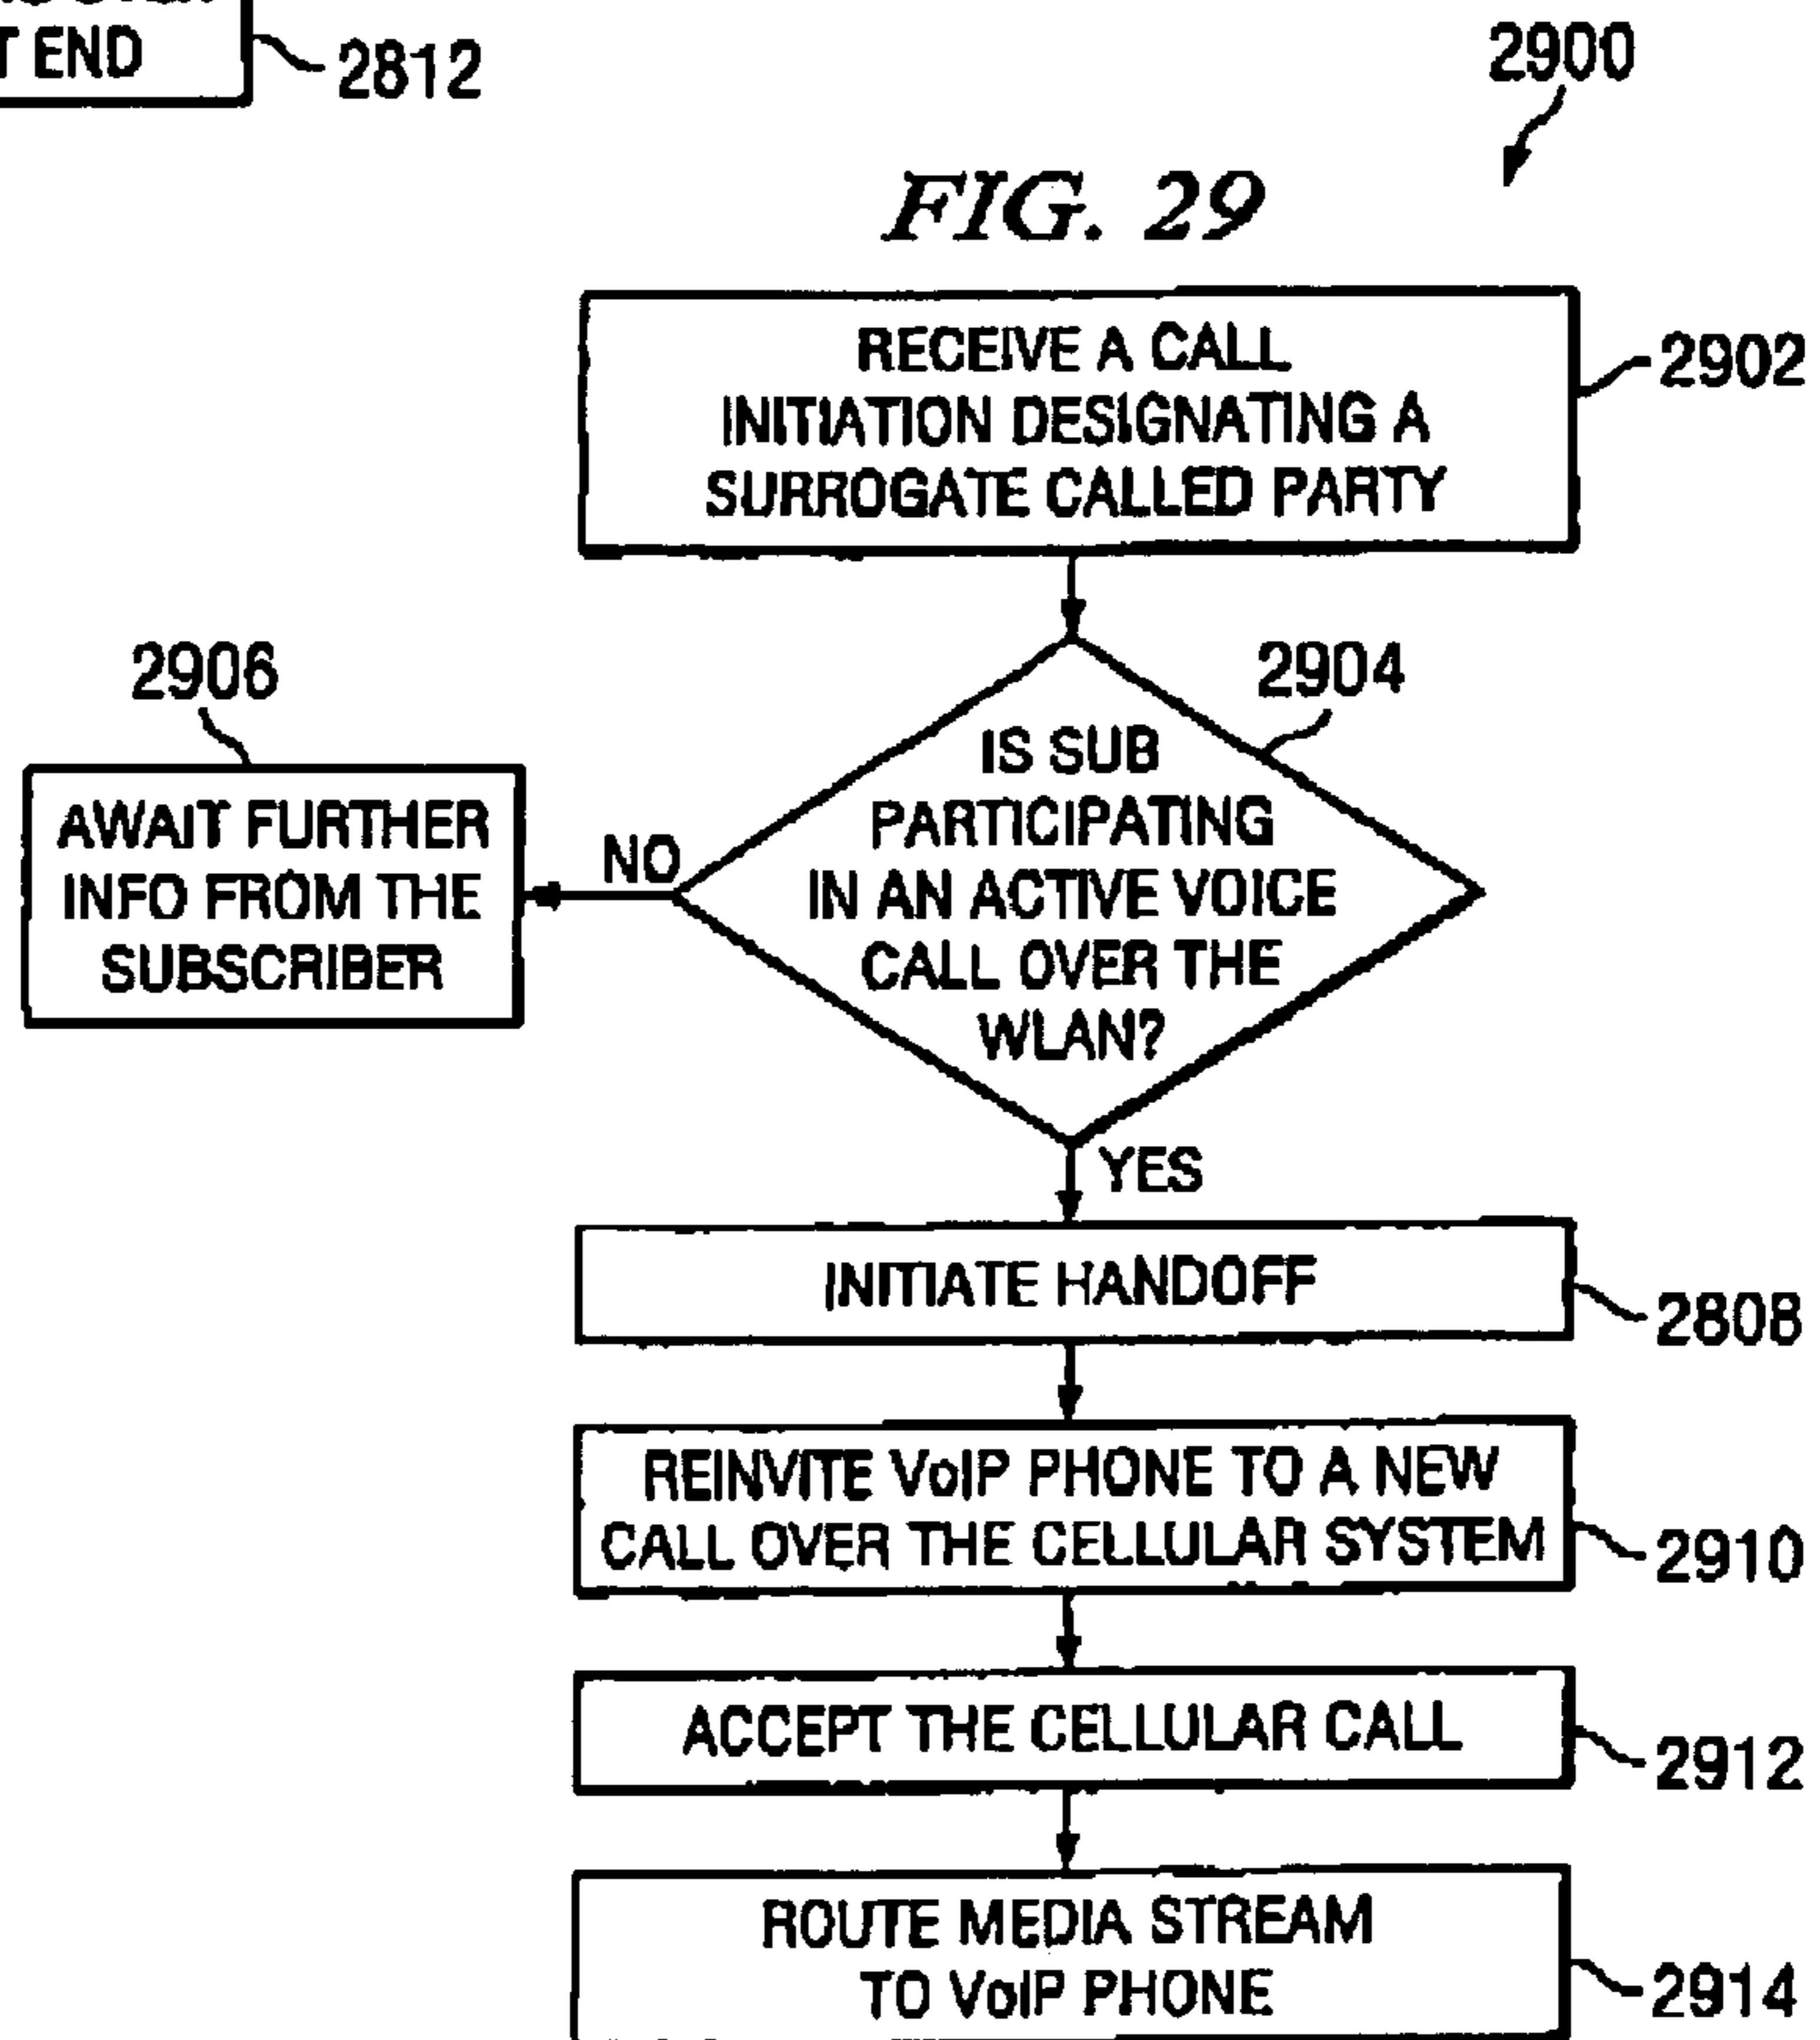 T END
2812
2900
FIG. 29
RECEIVE A CALL
INITIATION DESIGNATING A
SURROGATE CALLED PARTY
2902
2904
IS SUB
PARTICIPATING
IN AN ACTIVE VOICE
CALL OVER THE
WLAN?
2906
AWAIT FURTHER
INFO FROM THE
SUBSCRIBER
NO
YES
INITIATE HANDOFF
2808
REINVITE VoIP PHONE TO A NEW
CALL OVER THE CELLULAR SYSTEM
2910
ACCEPT THE CELLULAR CALL
2912
ROUTE MEDIA STREAM
TO VoIP PHONE
2914